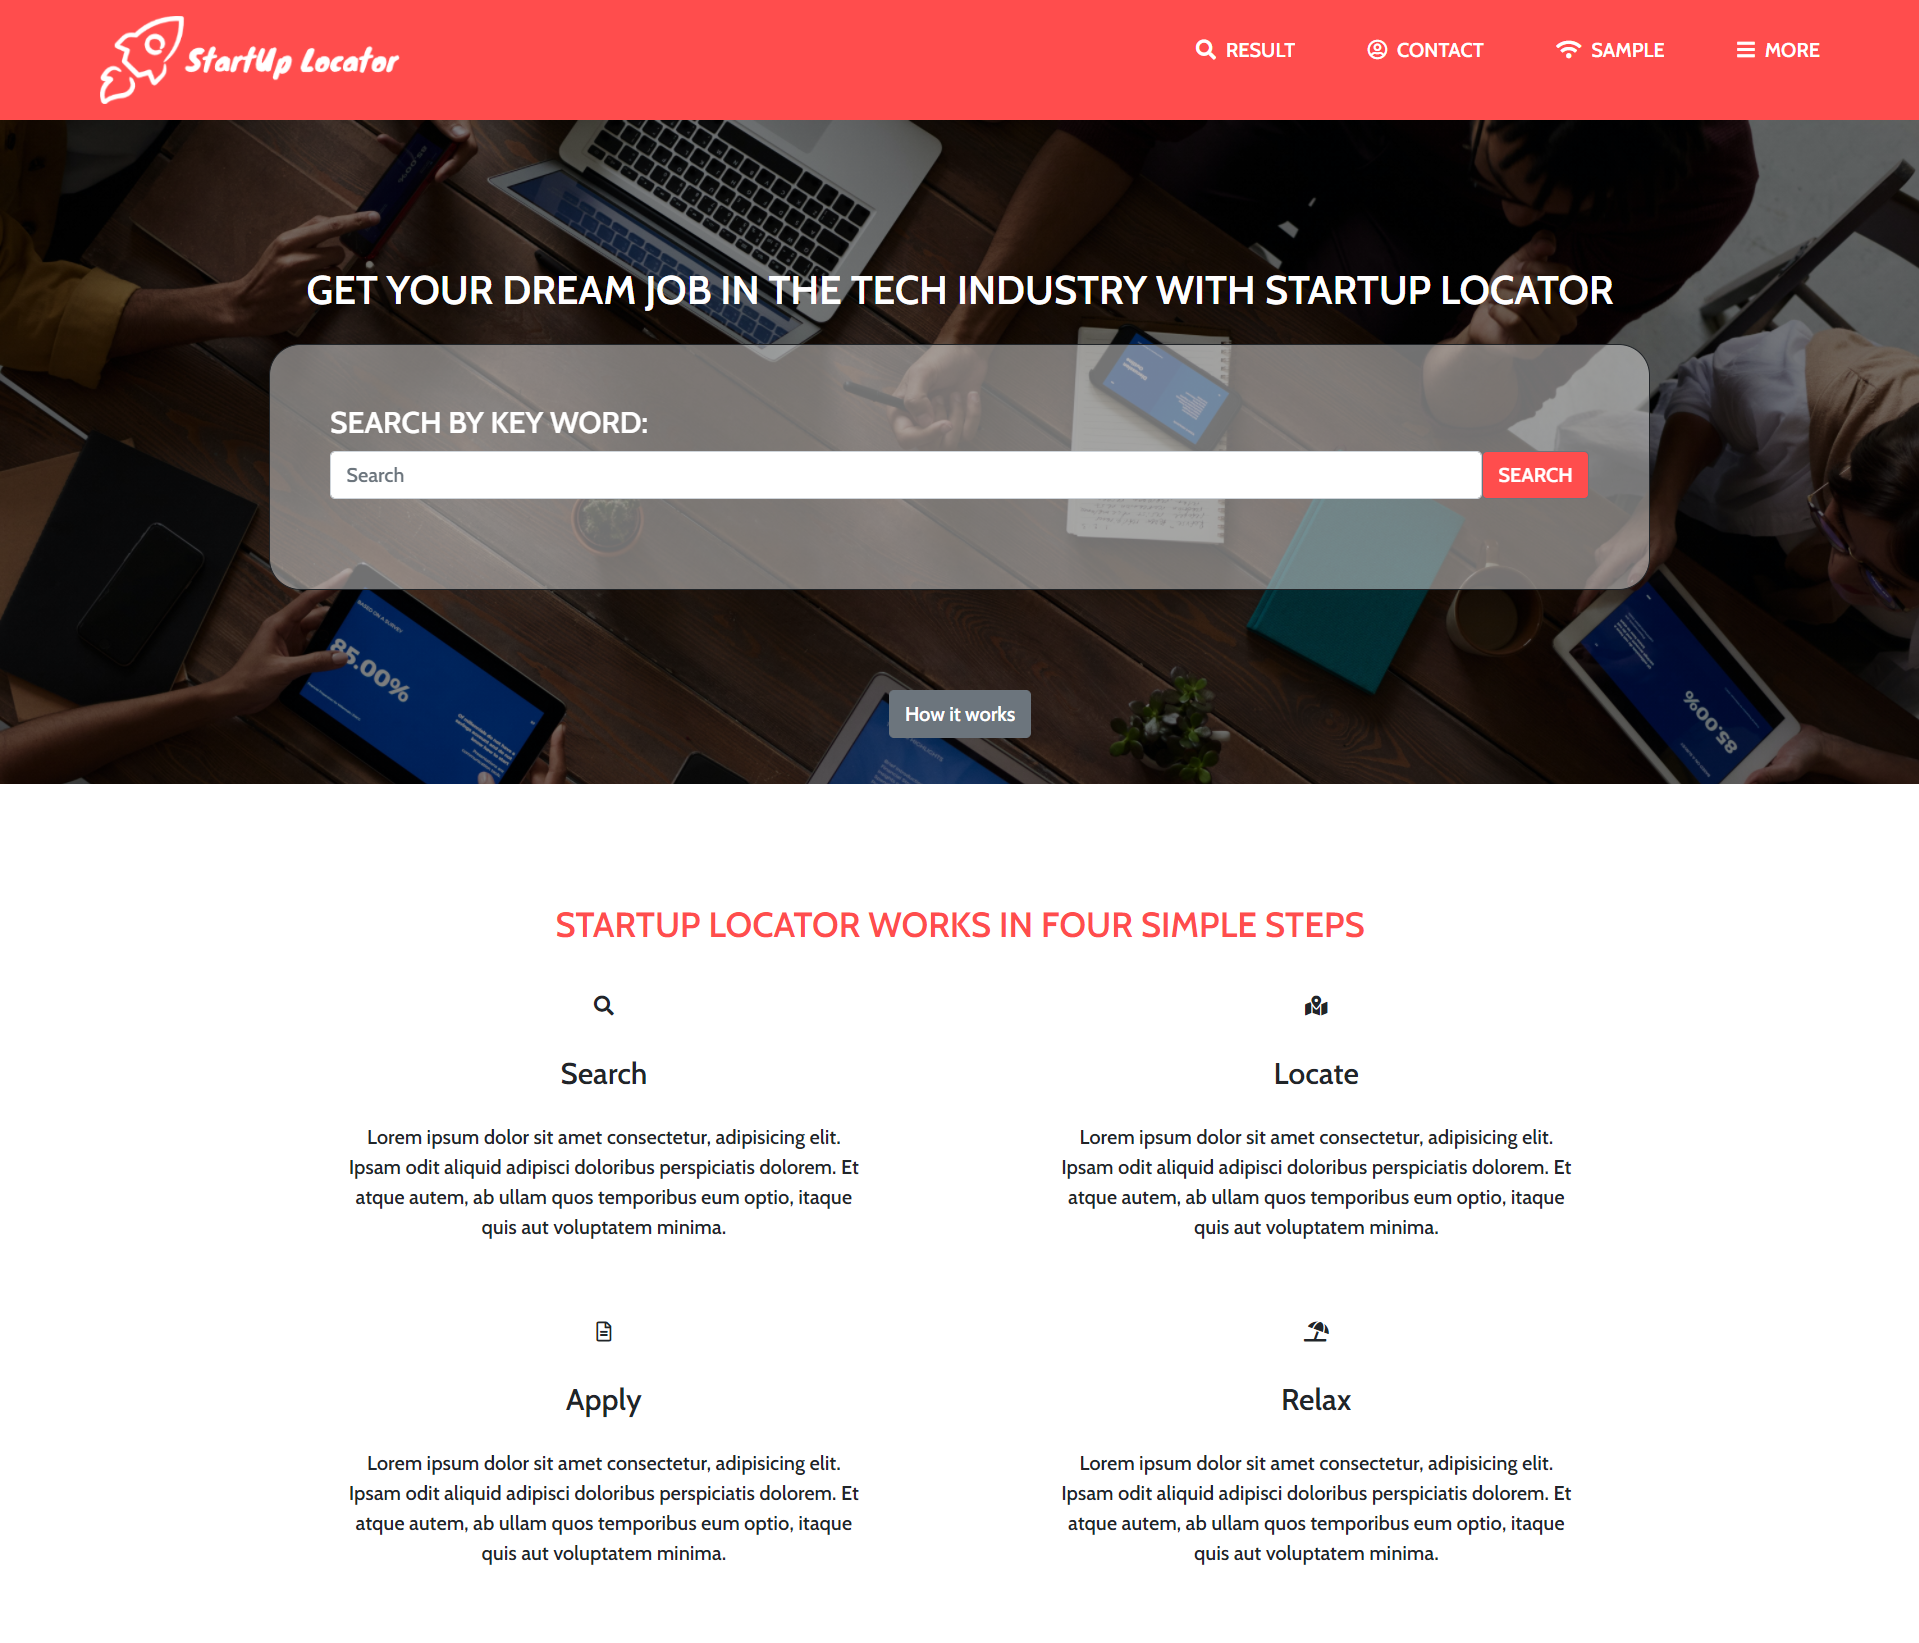 StartUp Locator
RESULT
CONTACT
SAMPLE
MORE
GET YOUR DREAM JOB IN THE TECH INDUSTRY WITH STARTUP LOCATOR
SEARCH BY KEY WORD:
Search
SEARCH
BASED ON A SURVEY
85.00%
85.00%
How it works
STARTUP LOCATOR WORKS IN FOUR SIMPLE STEPS
Search
Lorem ipsum dolor sit amet consectetur, adipisicing elit.
Ipsam odit aliquid adipisci doloribus perspiciatis dolorem. Et
atque autem, ab ullam quos temporibus eum optio, itaque
quis aut voluptatem minima.
Locate
Lorem ipsum dolor sit amet consectetur, adipisicing elit.
Ipsam odit aliquid adipisci doloribus perspiciatis dolorem. Et
atque autem, ab ullam quos temporibus eum optio, itaque
quis aut voluptatem minima.
Apply
Lorem ipsum dolor sit amet consectetur, adipisicing elit.
Ipsam odit aliquid adipisci doloribus perspiciatis dolorem. Et
atque autem, ab ullam quos temporibus eum optio, itaque
quis aut voluptatem minima.
Relax
Lorem ipsum dolor sit amet consectetur, adipisicing elit.
Ipsam odit aliquid adipisci doloribus perspiciatis dolorem. Et
atque autem, ab ullam quos temporibus eum optio, itaque
quis aut voluptatem minima.